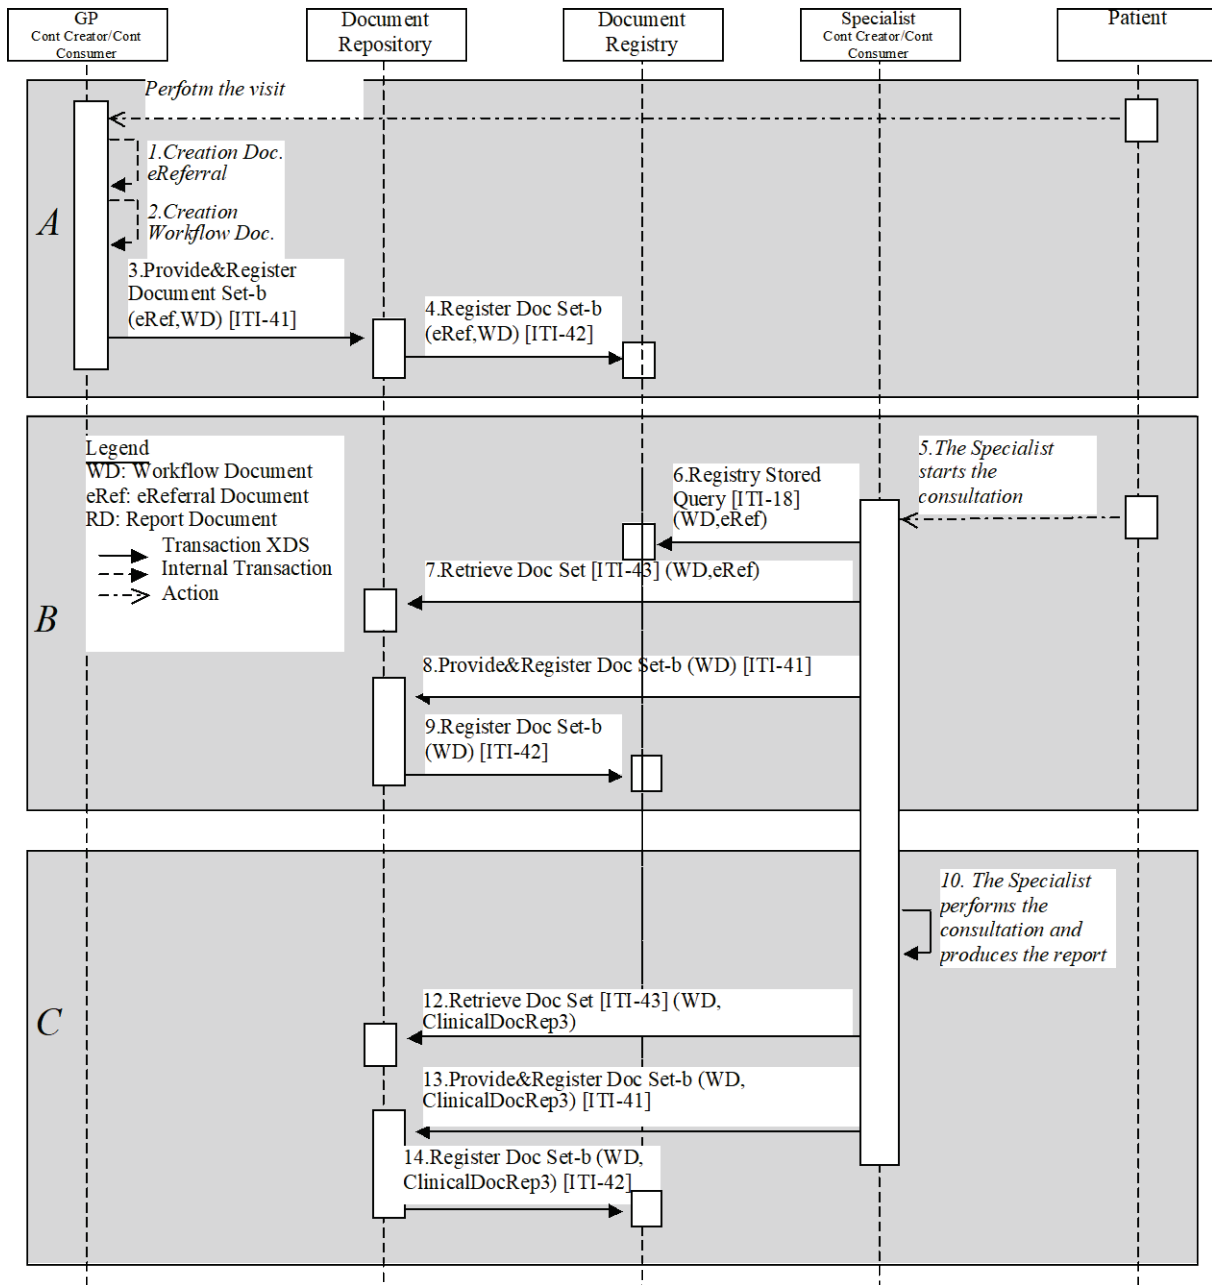 GP
Cont Creator/Cont
Consumer
Document
Repository
Document
Registry
Specialist
Cont Creator/Cont
Consumer
Patient
Perfotm the visit
1.Creation Doc.
eReferral
A
2.Creation
Workflow Doc.
3.Provide&Register
Document Set-b
(eRef,WD) [ITI-41]
4.Register Doc Set-b
(eRef,WD) [ITI-42]
Legend
WD: Workflow Document
eRef: eReferral Document
RD: Report Document
Transaction XDS
Internal Transaction
Action
5.The Specialist
starts the
consultation
6.Registry Stored
Query [ITI-18]
(WD,eRef)
7.Retrieve Doc Set [ITI-43] (WD,eRef)
B
8.Provide&Register Doc Set-b (WD) [ITI-41]
9.Register Doc Set-b
(WD) [ITI-42]
10. The Specialist
performs the
consultation and
produces the report
C
12.Retrieve Doc Set [ITI-43] (WD,
ClinicalDocRep3)
13.Provide&Register Doc Set-b (WD,
ClinicalDocRep3) [ITI-41]
14.Register Doc Set-b (WD,
ClinicalDocRep3) [ITI-42]